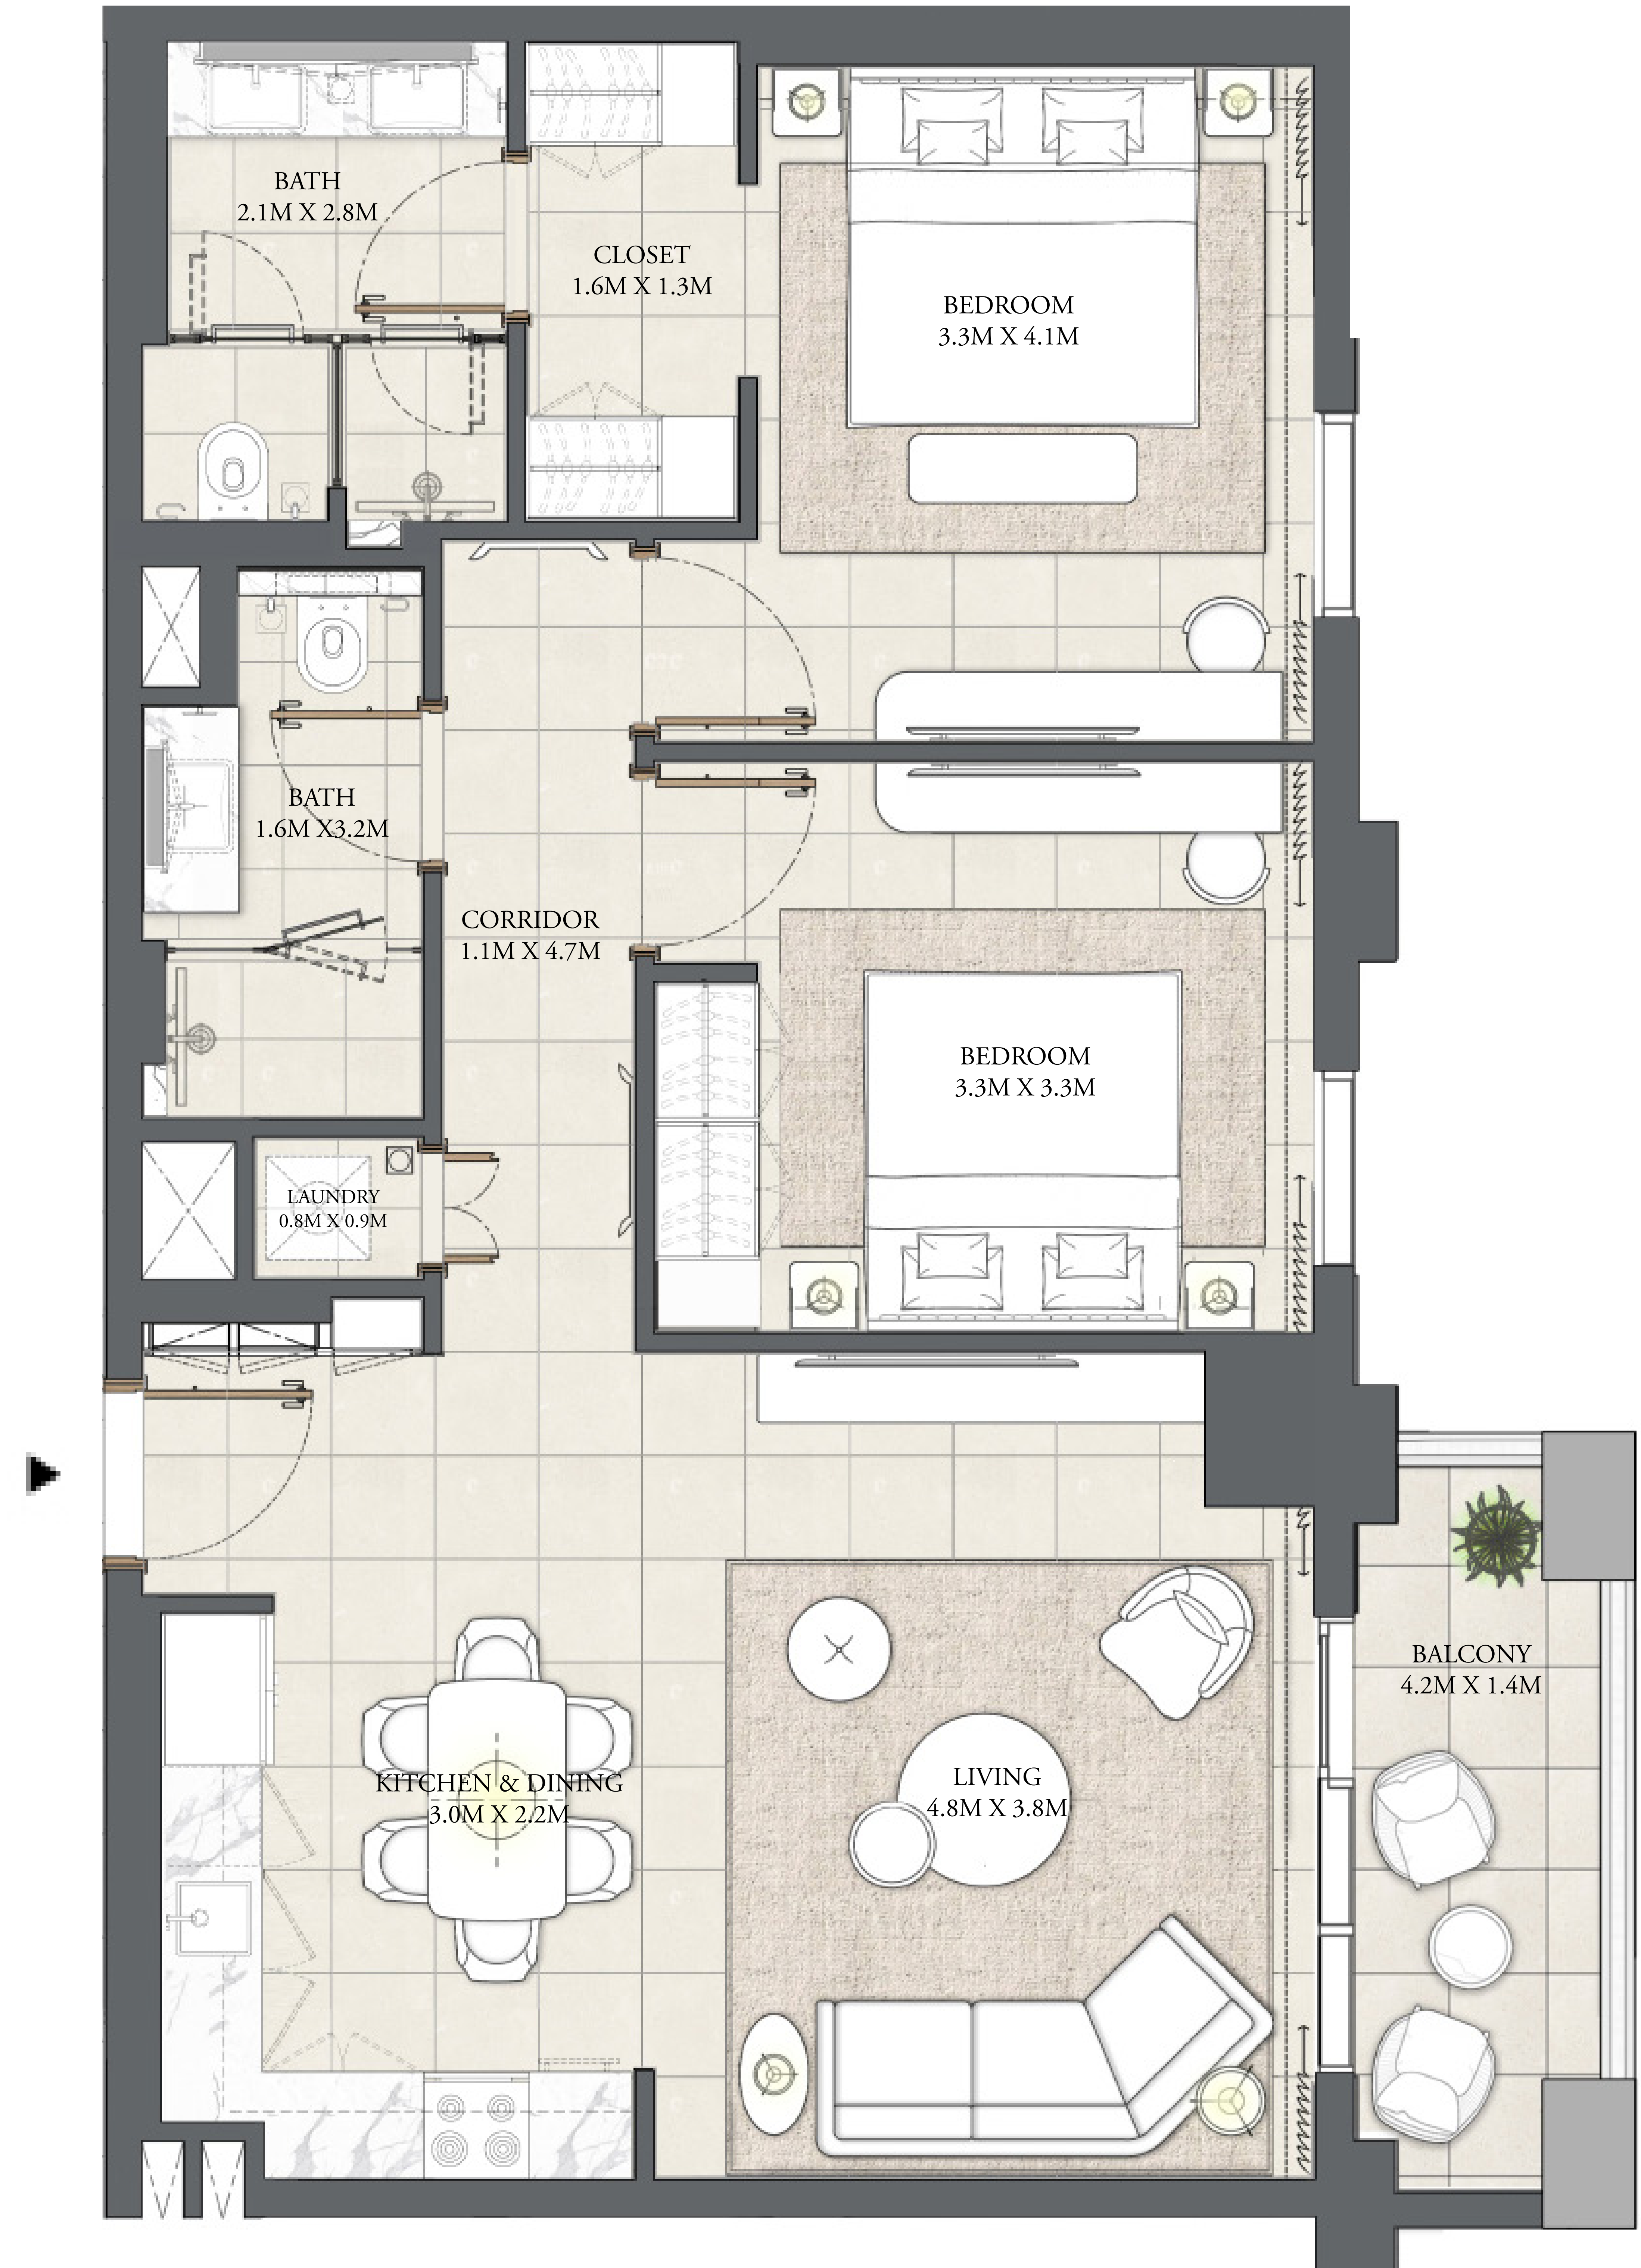 BATH
2.1M X 2.8M
CLOSET
1.6M X 1.3M
BEDROOM
3.3M X 4.1M
BATH
1.6M X3.2M
CORRIDOR
1.1M X 4.7M
BEDROOM
3.3M X 3.3M
LAUNDRY
0.8M X 0.9M
BALCONY
4.2M X 1.4M
KITCHEN & DINING
3.0M X 2.2M
LIVING
4.8M X 3.8M